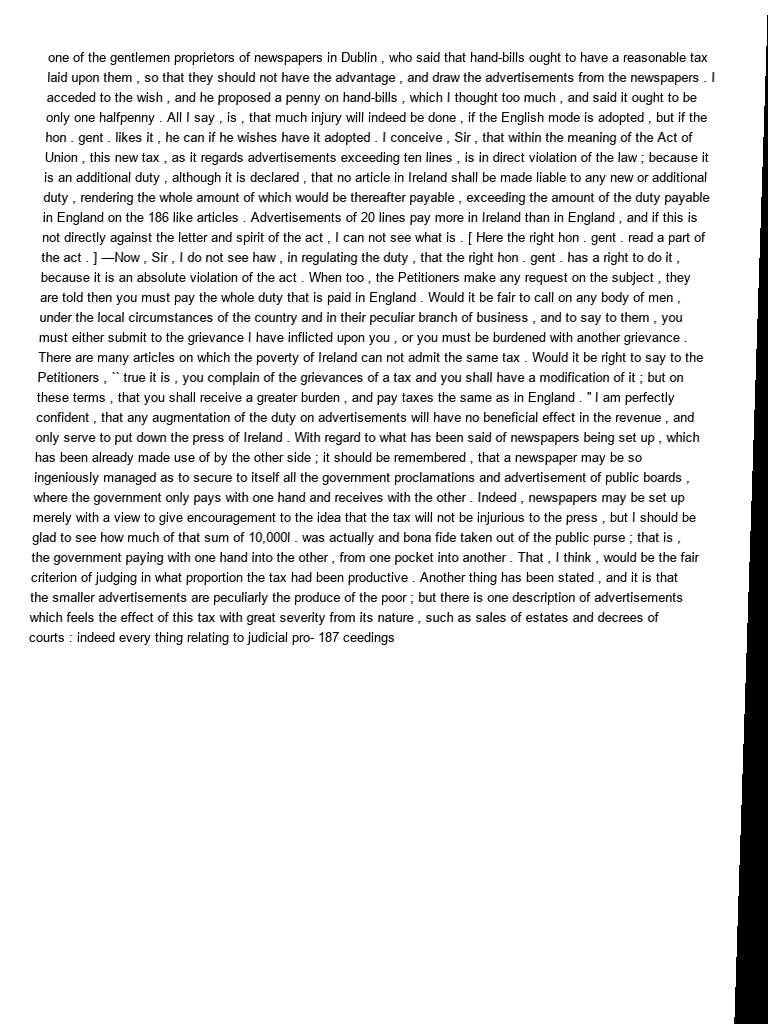 one of the gentlemen proprietors of newspapers in Dublin , who said that hand-bills ought to have a reasonable tax
laid upon them , so that they should not have the advantage , and draw the advertisements from the newspapers . I
acceded to the wish , and he proposed a penny on hand-bills , which I thought too much , and said it ought to be
only one halfpenny . All I say , is , that much injury will indeed be done , if the English mode is adopted , but if the
hon . gent . likes it , he can if he wishes have it adopted . I conceive , Sir , that within the meaning of the Act of
Union , this new tax , as it regards advertisements exceeding ten lines , is in direct violation of the law ; because it
is an additional duty , although it is declared , that no article in Ireland shall be made liable to any new or additional
duty , rendering the whole amount of which would be thereafter payable , exceeding the amount of the duty payable
in England on the 186 like articles . Advertisements of 20 lines pay more in Ireland than in England , and if this is
not directly against the letter and spirit of the act , I can not see what is . [ Here the right hon . gent . read a part of
the act . ] —Now , Sir , I do not see haw , in regulating the duty , that the right hon . gent . has a right to do it ,
because it is an absolute violation of the act . When too , the Petitioners make any request on the subject , they
are told then you must pay the whole duty that is paid in England . Would it be fair to call on any body of men ,
under the local circumstances of the country and in their peculiar branch of business , and to say to them , you
must either submit to the grievance I have inflicted upon you , or you must be burdened with another grievance .
There are many articles on which the poverty of Ireland can not admit the same tax . Would it be right to say to the
Petitioners , `` true it is , you complain of the grievances of a tax and you shall have a modification of it ; but on
these terms , that you shall receive a greater burden , and pay taxes the same as in England . " I am perfectly
confident , that any augmentation of the duty on advertisements will have no beneficial effect in the revenue , and
only serve to put down the press of Ireland . With regard to what has been said of newspapers being set up , which
has been already made use of by the other side ; it should be remembered , that a newspaper may be so
ingeniously managed as to secure to itself all the government proclamations and advertisement of public boards ,
where the government only pays with one hand and receives with the other . Indeed , newspapers may be set up
merely with a view to give encouragement to the idea that the tax will not be injurious to the press , but I should be
glad to see how much of that sum of 10,000l . was actually and bona fide taken out of the public purse ; that is ,
the government paying with one hand into the other , from one pocket into another . That , I think , would be the fair
criterion of judging in what proportion the tax had been productive . Another thing has been stated , and it is that
the smaller advertisements are peculiarly the produce of the poor ; but there is one description of advertisements
which feels the effect of this tax with great severity from its nature , such as sales of estates and decrees of
courts : indeed every thing relating to judicial pro- 187 ceedings